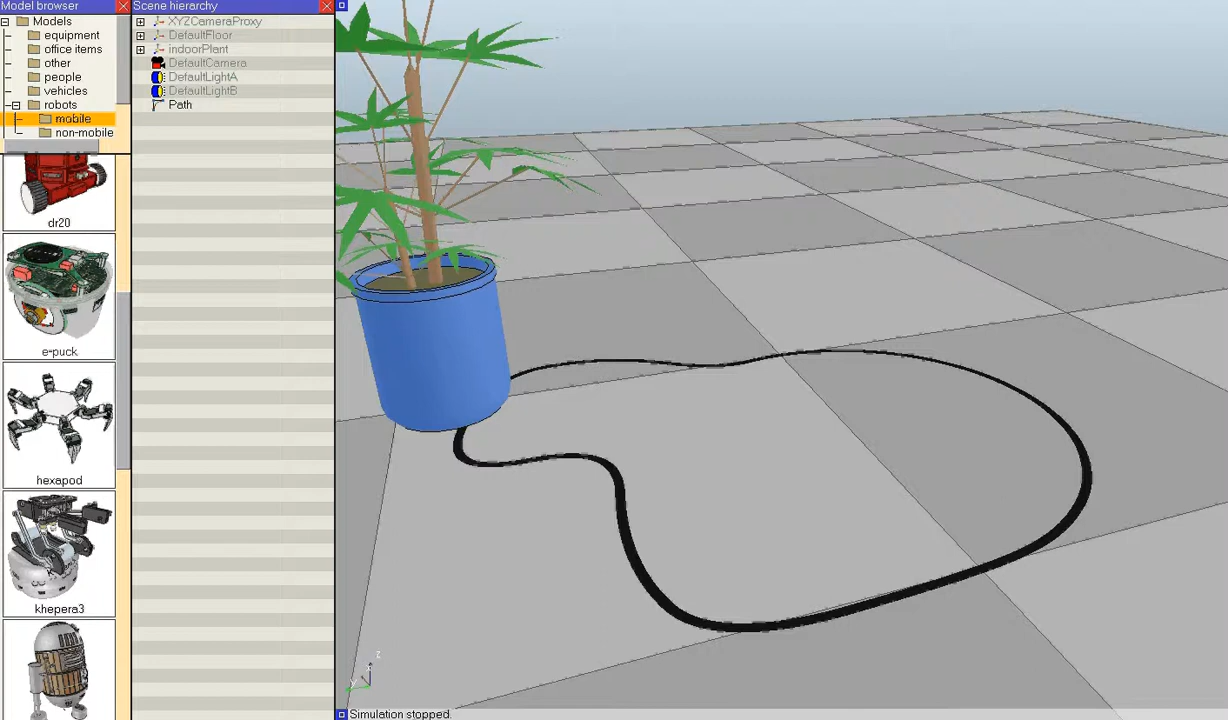 Model browser
Models
equipment
office items
other
people
vehicles
robots
mobile
non-mobile
dr20
e-puck
hexapod
khepera3
Scene hierarchy
XYZCameraProxy
DefaultFloor
indoorPlant
DefaultCamera
DefaultLightA
DefaultLightB
Path
z
x
y
Simulation stopped.